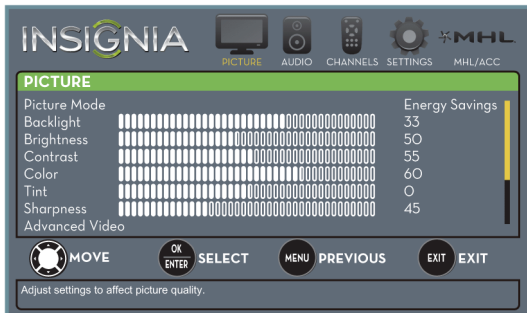 INSIGNIA
PICTURE AUDIO CHANNELS SETTINGS MHL MHL/ACC
PICTURE
Picture Mode Energy Savings
Backlight 33
Brightness 50
Contrast 55
Color 60
Tint 0
Sharpness 45
Advanced Video
MOVE OK ENTER SELECT MENU PREVIOUS EXIT EXIT
Adjust settings to affect picture quality.